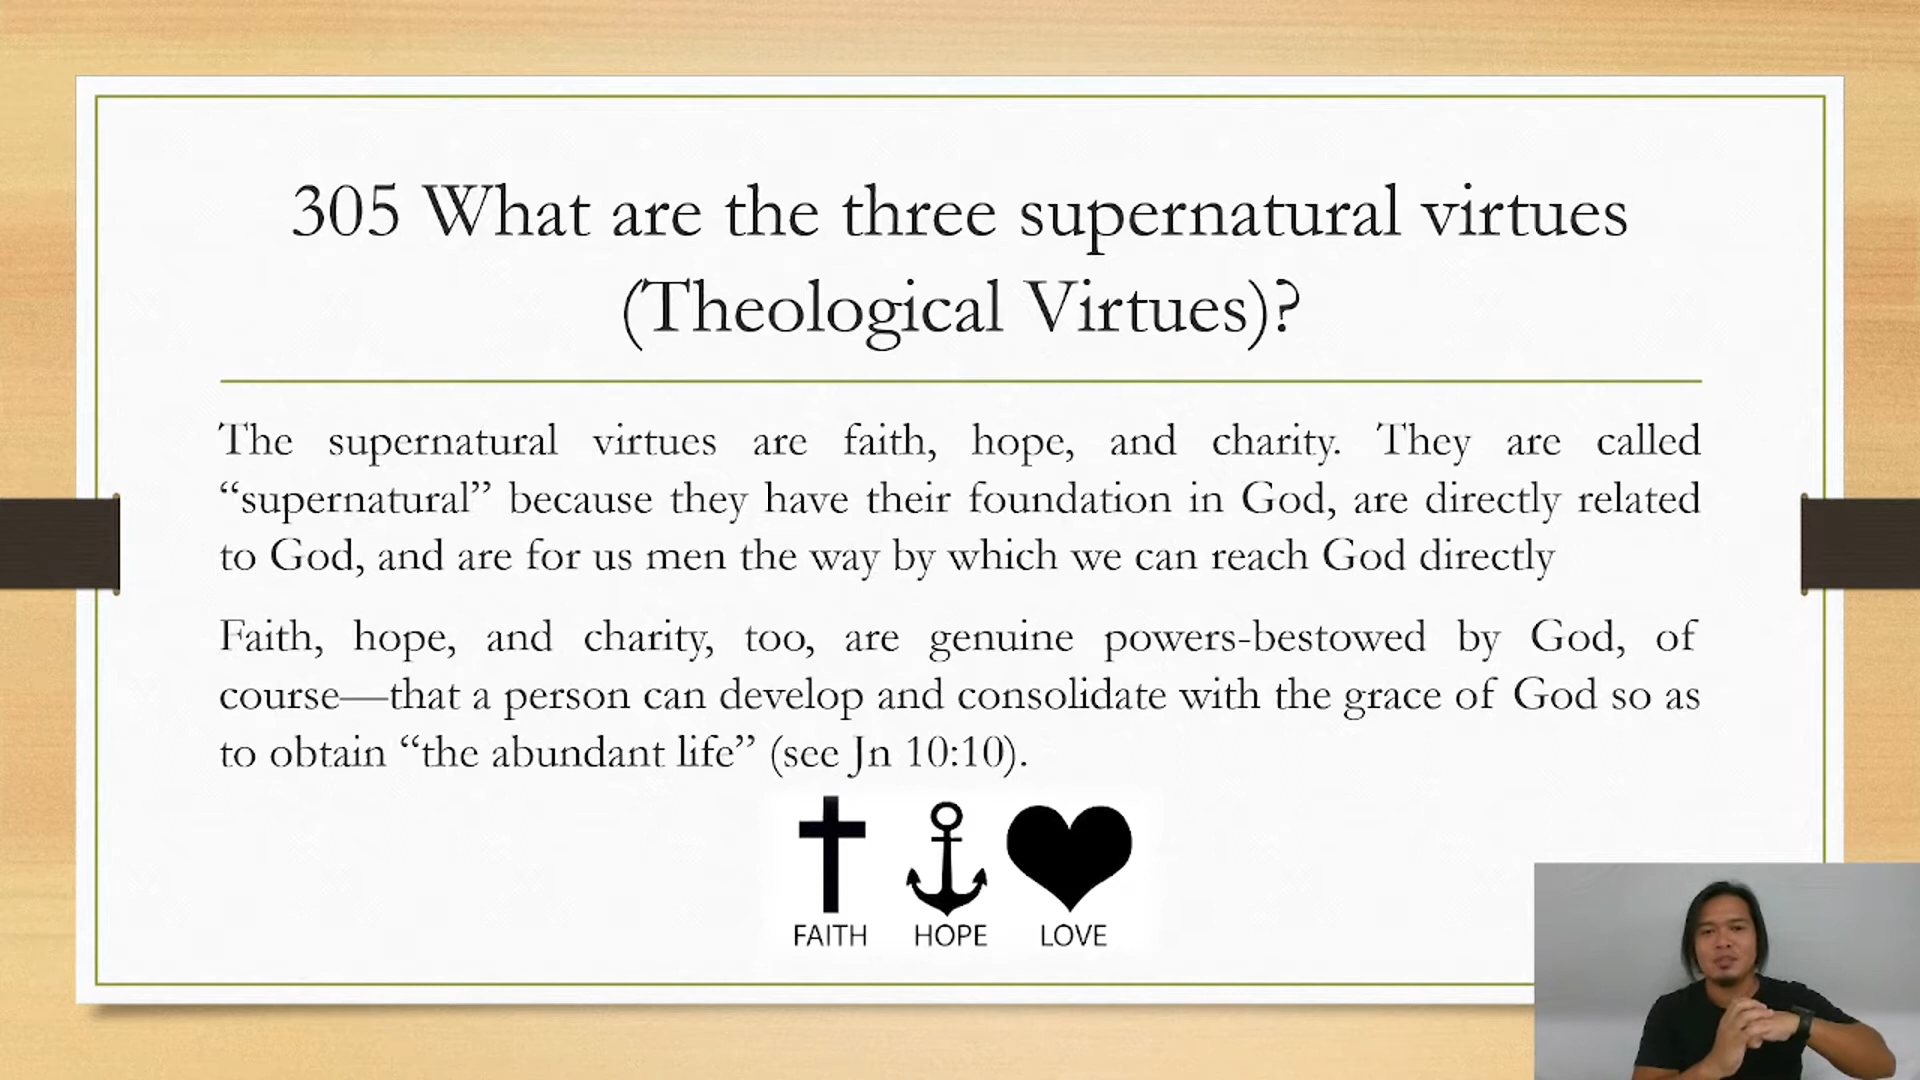 305 What are the three supernatural virtues
(Theological Virtues)?
The supernatural virtues are faith, hope, and charity. They are called
“supernatural” because they have their foundation in God, are directly related
to God, and are for us men the way by which we can reach God directly
Faith, hope, and charity, too, are genuine powers-bestowed by God, of
course—that a person can develop and consolidate with the grace of God so as
to obtain “the abundant life” (see Jn 10:10).
FAITH HOPE LOVE